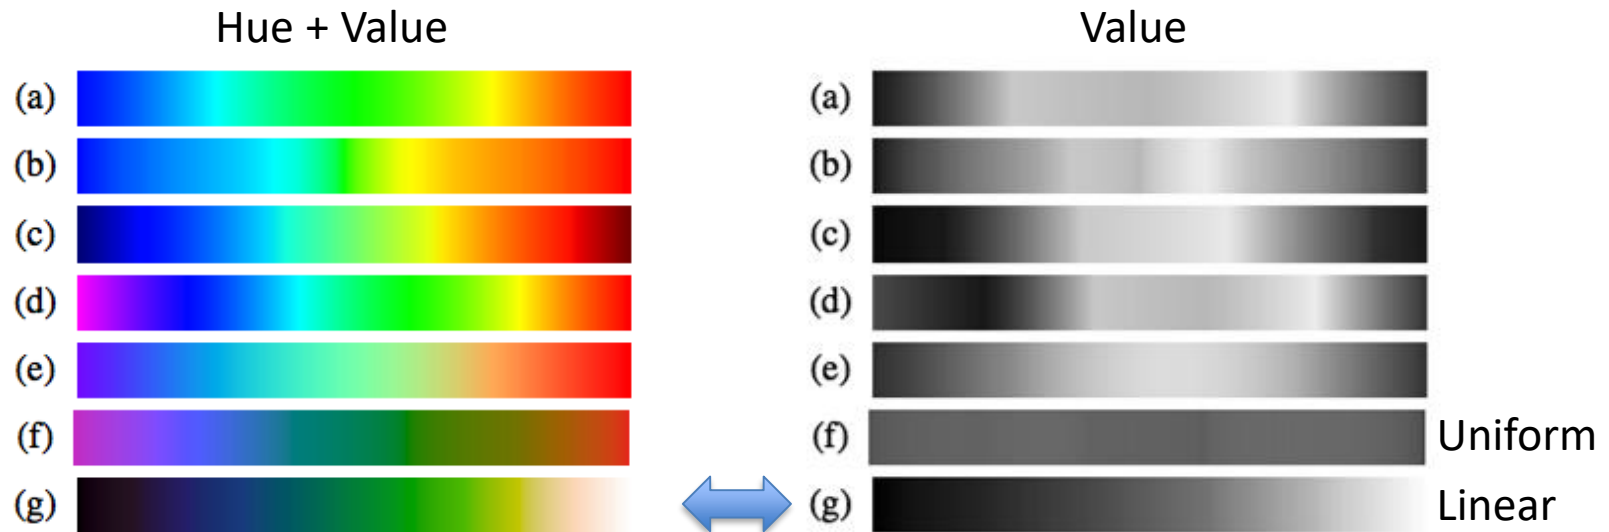 Hue + Value
Value
(a)
(a)
(b)
(b)
(c)
(c)
(d)
(d)
(e)
(e)
(f)
(f) Uniform
(g)
(g) Linear